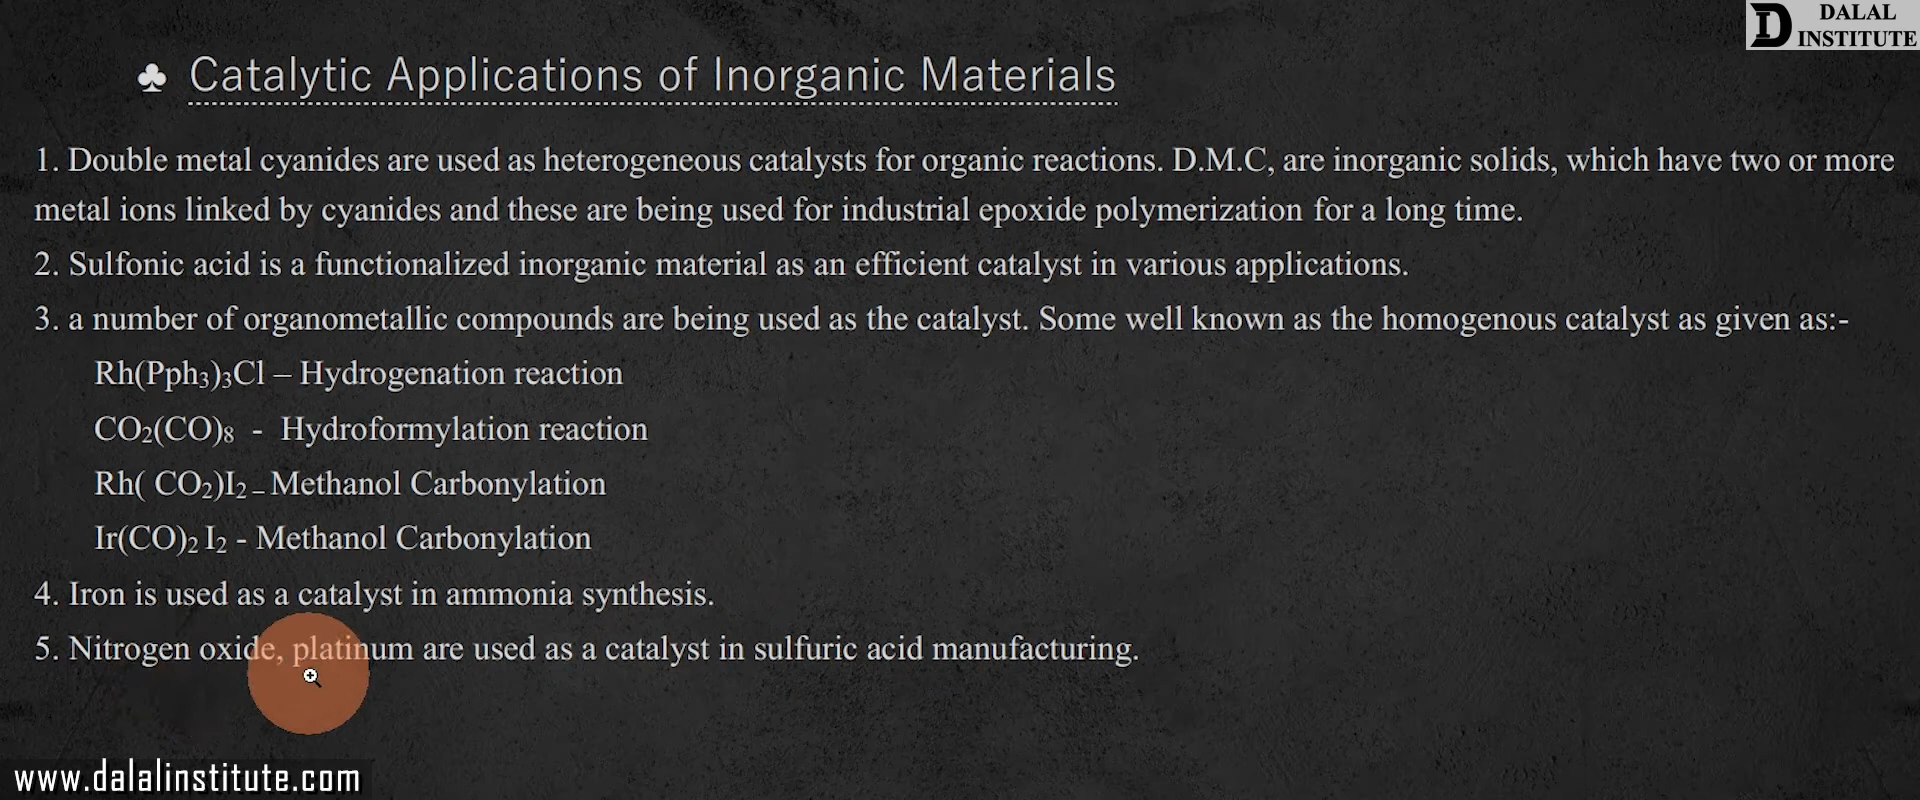 DALAL
INSTITUTE
♣ Catalytic Applications of Inorganic Materials
1. Double metal cyanides are used as heterogeneous catalysts for organic reactions. D.M.C, are inorganic solids, which have two or more
metal ions linked by cyanides and these are being used for industrial epoxide polymerization for a long time.
2. Sulfonic acid is a functionalized inorganic material as an efficient catalyst in various applications.
3. a number of organometallic compounds are being used as the catalyst. Some well known as the homogenous catalyst as given as:-
Rh(Pph₃)₃Cl – Hydrogenation reaction
CO₂(CO)₈ - Hydroformylation reaction
Rh( CO₂)I₂ – Methanol Carbonylation
Ir(CO)₂ I₂ - Methanol Carbonylation
4. Iron is used as a catalyst in ammonia synthesis.
5. Nitrogen oxide, platinum are used as a catalyst in sulfuric acid manufacturing.
www.dalalinstitute.com